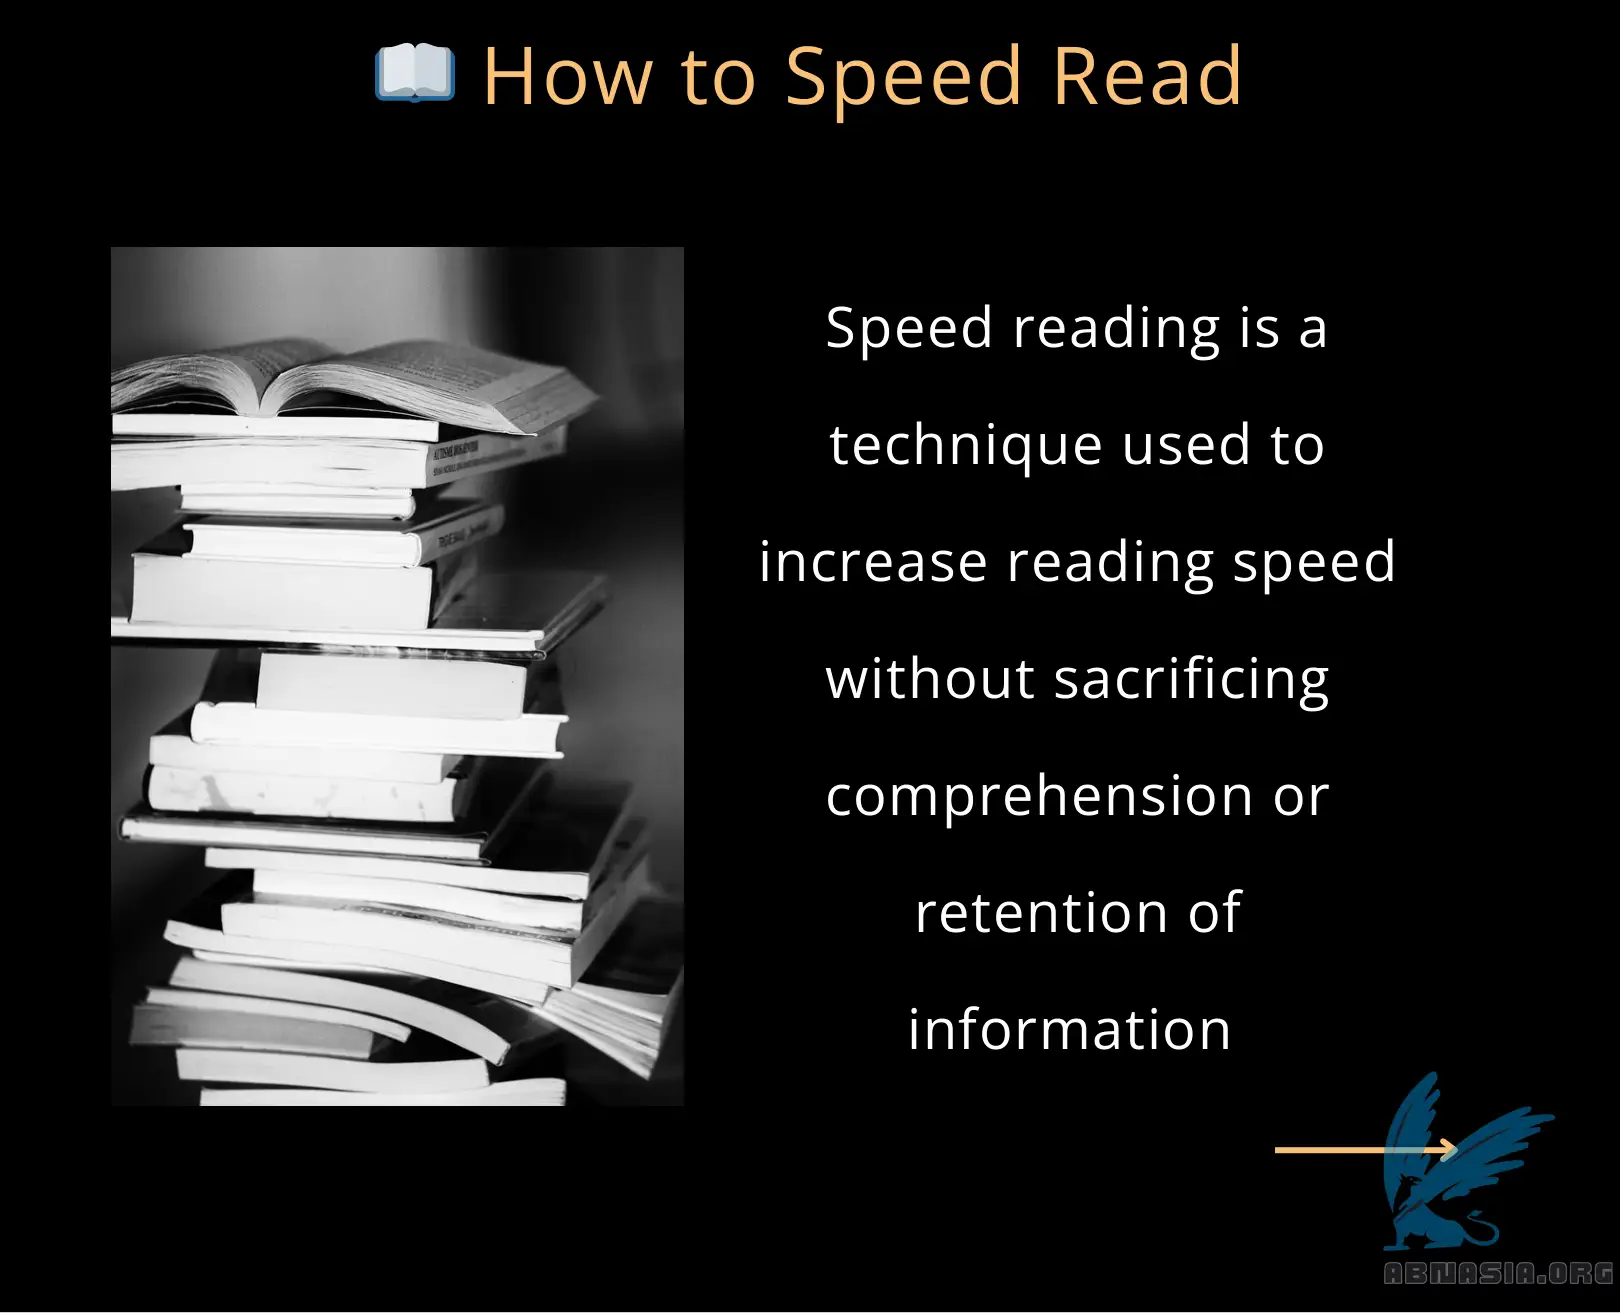 📖 How to Speed Read
Speed reading is a
technique used to
increase reading speed
without sacrificing
comprehension or
retention of
information
ABNASIA.ORG